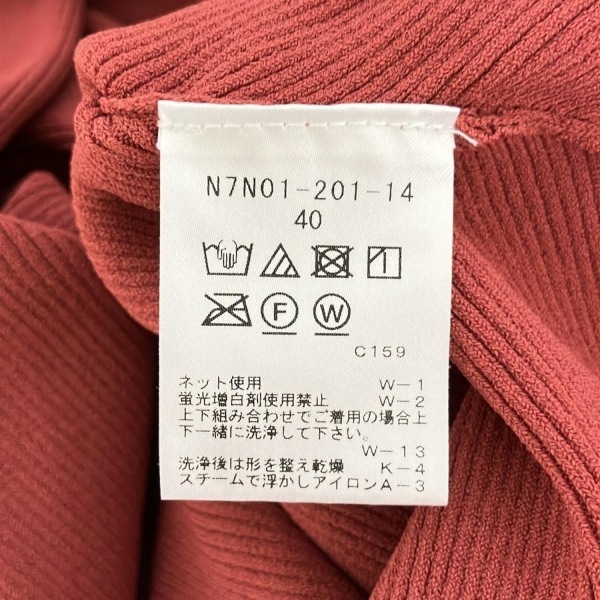 N7N01-201-14
40
F W
C159
ネット使用 W-1
蛍光増白剤使用禁止 W-2
上下組み合わせでご着用の場合上
下一緒に洗浄して下さい。
W-13
洗浄後は形を整え乾燥 K-4
スチームで浮かしアイロンA-3